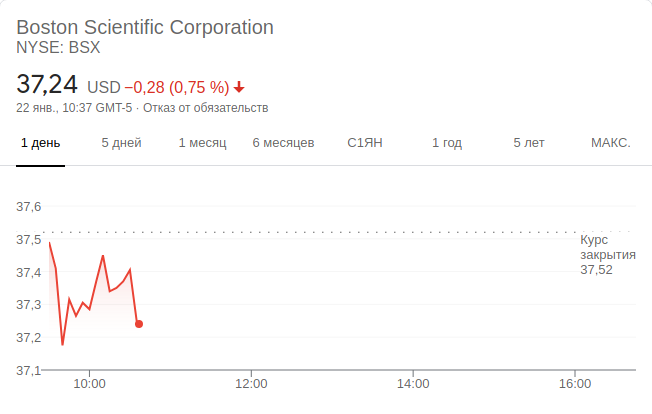 Boston Scientific Corporation
NYSE: BSX
37,24 USD −0,28 (0,75 %)
22 янв., 10:37 GMT-5 · Отказ от обязательств
1 день 5 дней 1 месяц 6 месяцев С1ЯН 1 год 5 лет МАКС.
37,6
37,5
37,4
37,3
37,2
37,1
Курс
закрытия
37,52
10:00 12:00 14:00 16:00